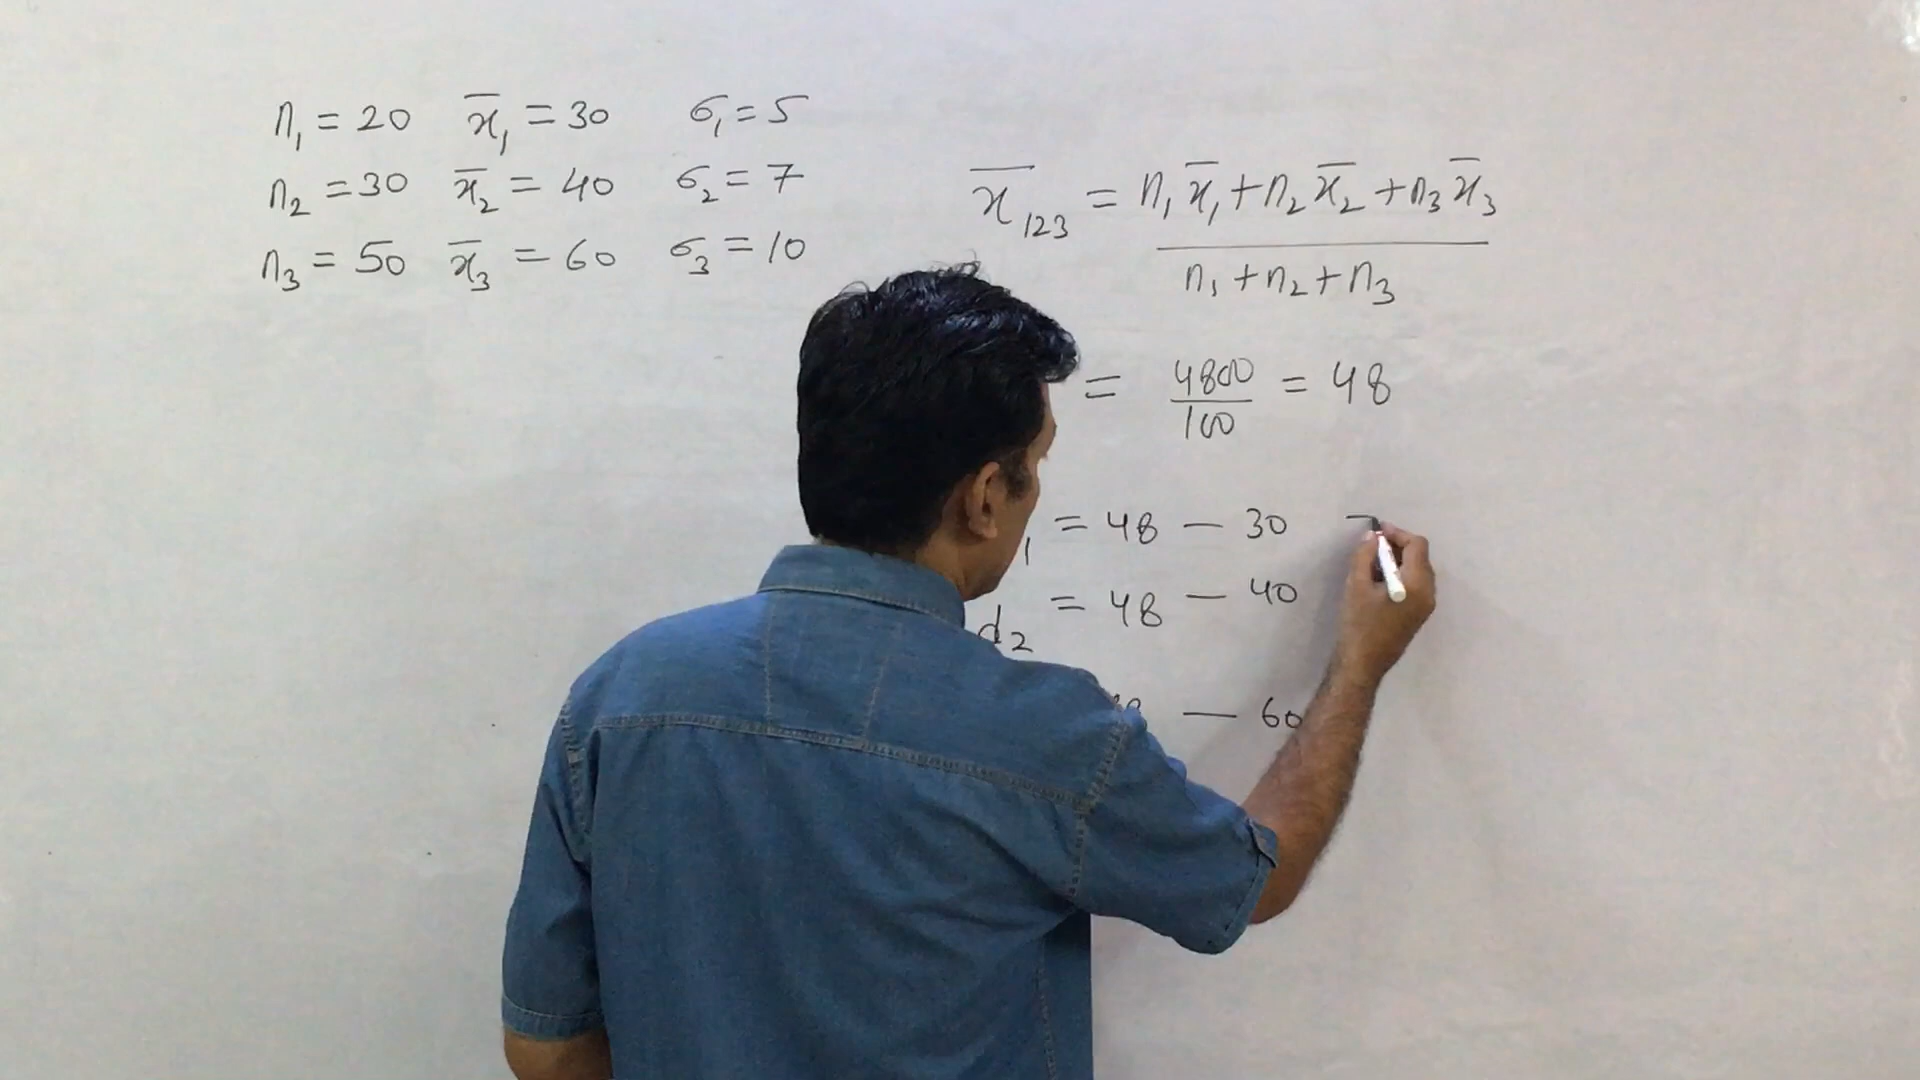 n₁ = 20 x̄₁ = 30 σ₁ = 5
n₂ = 30 x̄₂ = 40 σ₂ = 7
n₃ = 50 x̄₃ = 60 σ₃ = 10
x̄₁₂₃ = n₁x̄₁ + n₂x̄₂ + n₃x̄₃
n₁ + n₂ + n₃
= 4800/100 = 48
₁ = 48 — 30
d₂ = 48 — 40
— 60